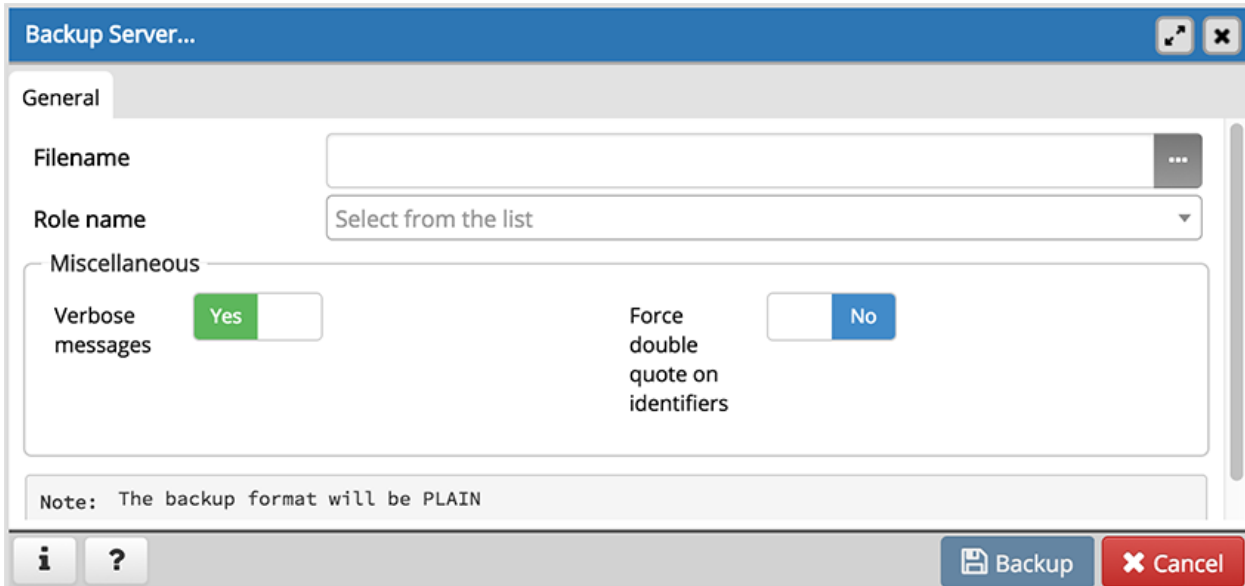 Backup Server...
General
Filename
Role name
Select from the list
Miscellaneous
Verbose
messages
Yes
Force
double
quote on
identifiers
No
Note: The backup format will be PLAIN
i
?
Backup
Cancel